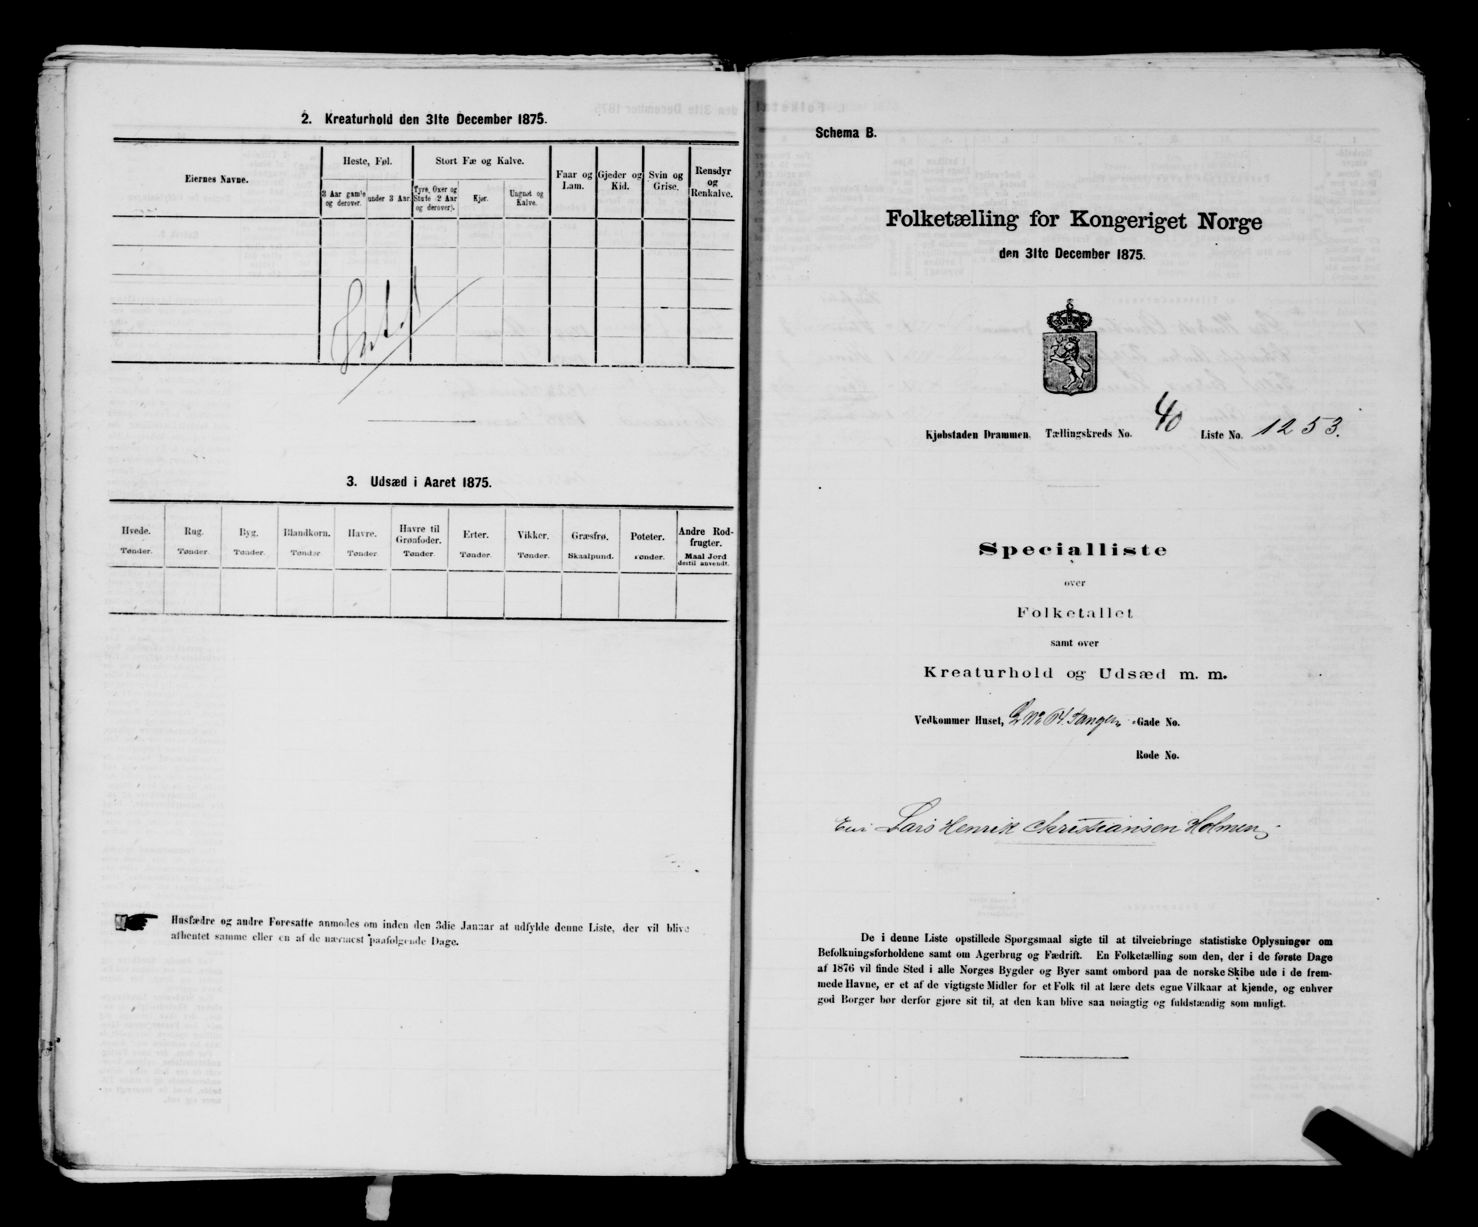 2. Kreaturhold den 31te December 1875.
Eiernes Navne.
Heste, Føl.
Stort Fæ og Kalve.
Faar og Lam.
Gjeder og Kid.
Svin og Grise.
Rensdyr og Renkalve.
3 Aar gamle og derover.
under 3 Aar.
Tyre, Oxer og Stute (2 Aar og derover).
Kjør.
Ungnøt og Kalve.
3. Udsæd i Aaret 1875.
Hvede. Rug. Byg. Blandkorn. Havre. Havre til Grønfoder. Erter. Vikker. Græsfrø. Poteter. Andre Rodfrugter.
Tønder. Tønder. Tønder. Tønder. Tønder. Tønder. Tønder. Tønder. Skaalpund. Tønder. Maal Jord dertil anvendt.
Husfædre og andre Foresatte anmodes om inden den 3die Januar at udfylde denne Liste, der vil blive
afhentet samme eller en af de nærmest paafølgende Dage.
Schema B.
Folketælling for Kongeriget Norge
den 31te December 1875.
Kjøbstaden Drammen. Tællingskreds No. 40 Liste No. 1253.
Specialliste
over
Folketallet
samt over
Kreaturhold og Udsæd m. m.
Vedkommer Huset, Tangen Gade No.
Rode No.
Lars Henrik Christiansen Holmen
De i denne Liste opstillede Spørgsmaal sigte til at tilveiebringe statistiske Oplysninger om
Befolkningsforholdene samt om Agerbrug og Fædrift. En Folketælling som den, der i de første Dage
af 1876 vil finde Sted i alle Norges Bygder og Byer samt ombord paa de norske Skibe ude i de frem-
mede Havne, er et af de vigtigste Midler for et Folk til at lære dets egne Vilkaar at kjende, og enhver
god Borger bør derfor gjøre sit til, at den kan blive saa nøiagtig og fuldstændig som muligt.